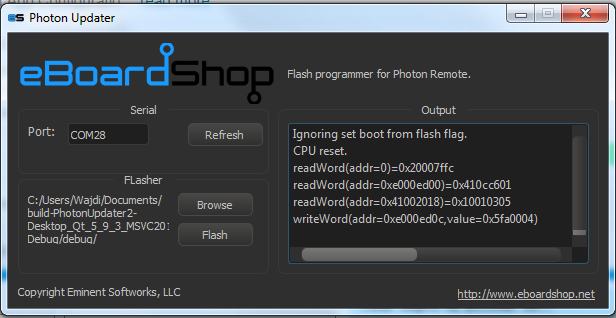 Photon Updater
eBoardShop
Flash programmer for Photon Remote.
Serial
Port:
COM28
Refresh
FLasher
C:/Users/Wajdi/Documents/
build-PhotonUpdater2-
Desktop_Qt_5_9_3_MSVC201
Debug/debug/
Browse
Flash
Output
Ignoring set boot from flash flag.
CPU reset.
readWord(addr=0)=0x20007ffc
readWord(addr=0xe000ed00)=0x410cc601
readWord(addr=0x41002018)=0x10010305
writeWord(addr=0xe000ed0c,value=0x5fa0004)
Copyright Eminent Softworks, LLC
http://www.eboardshop.net